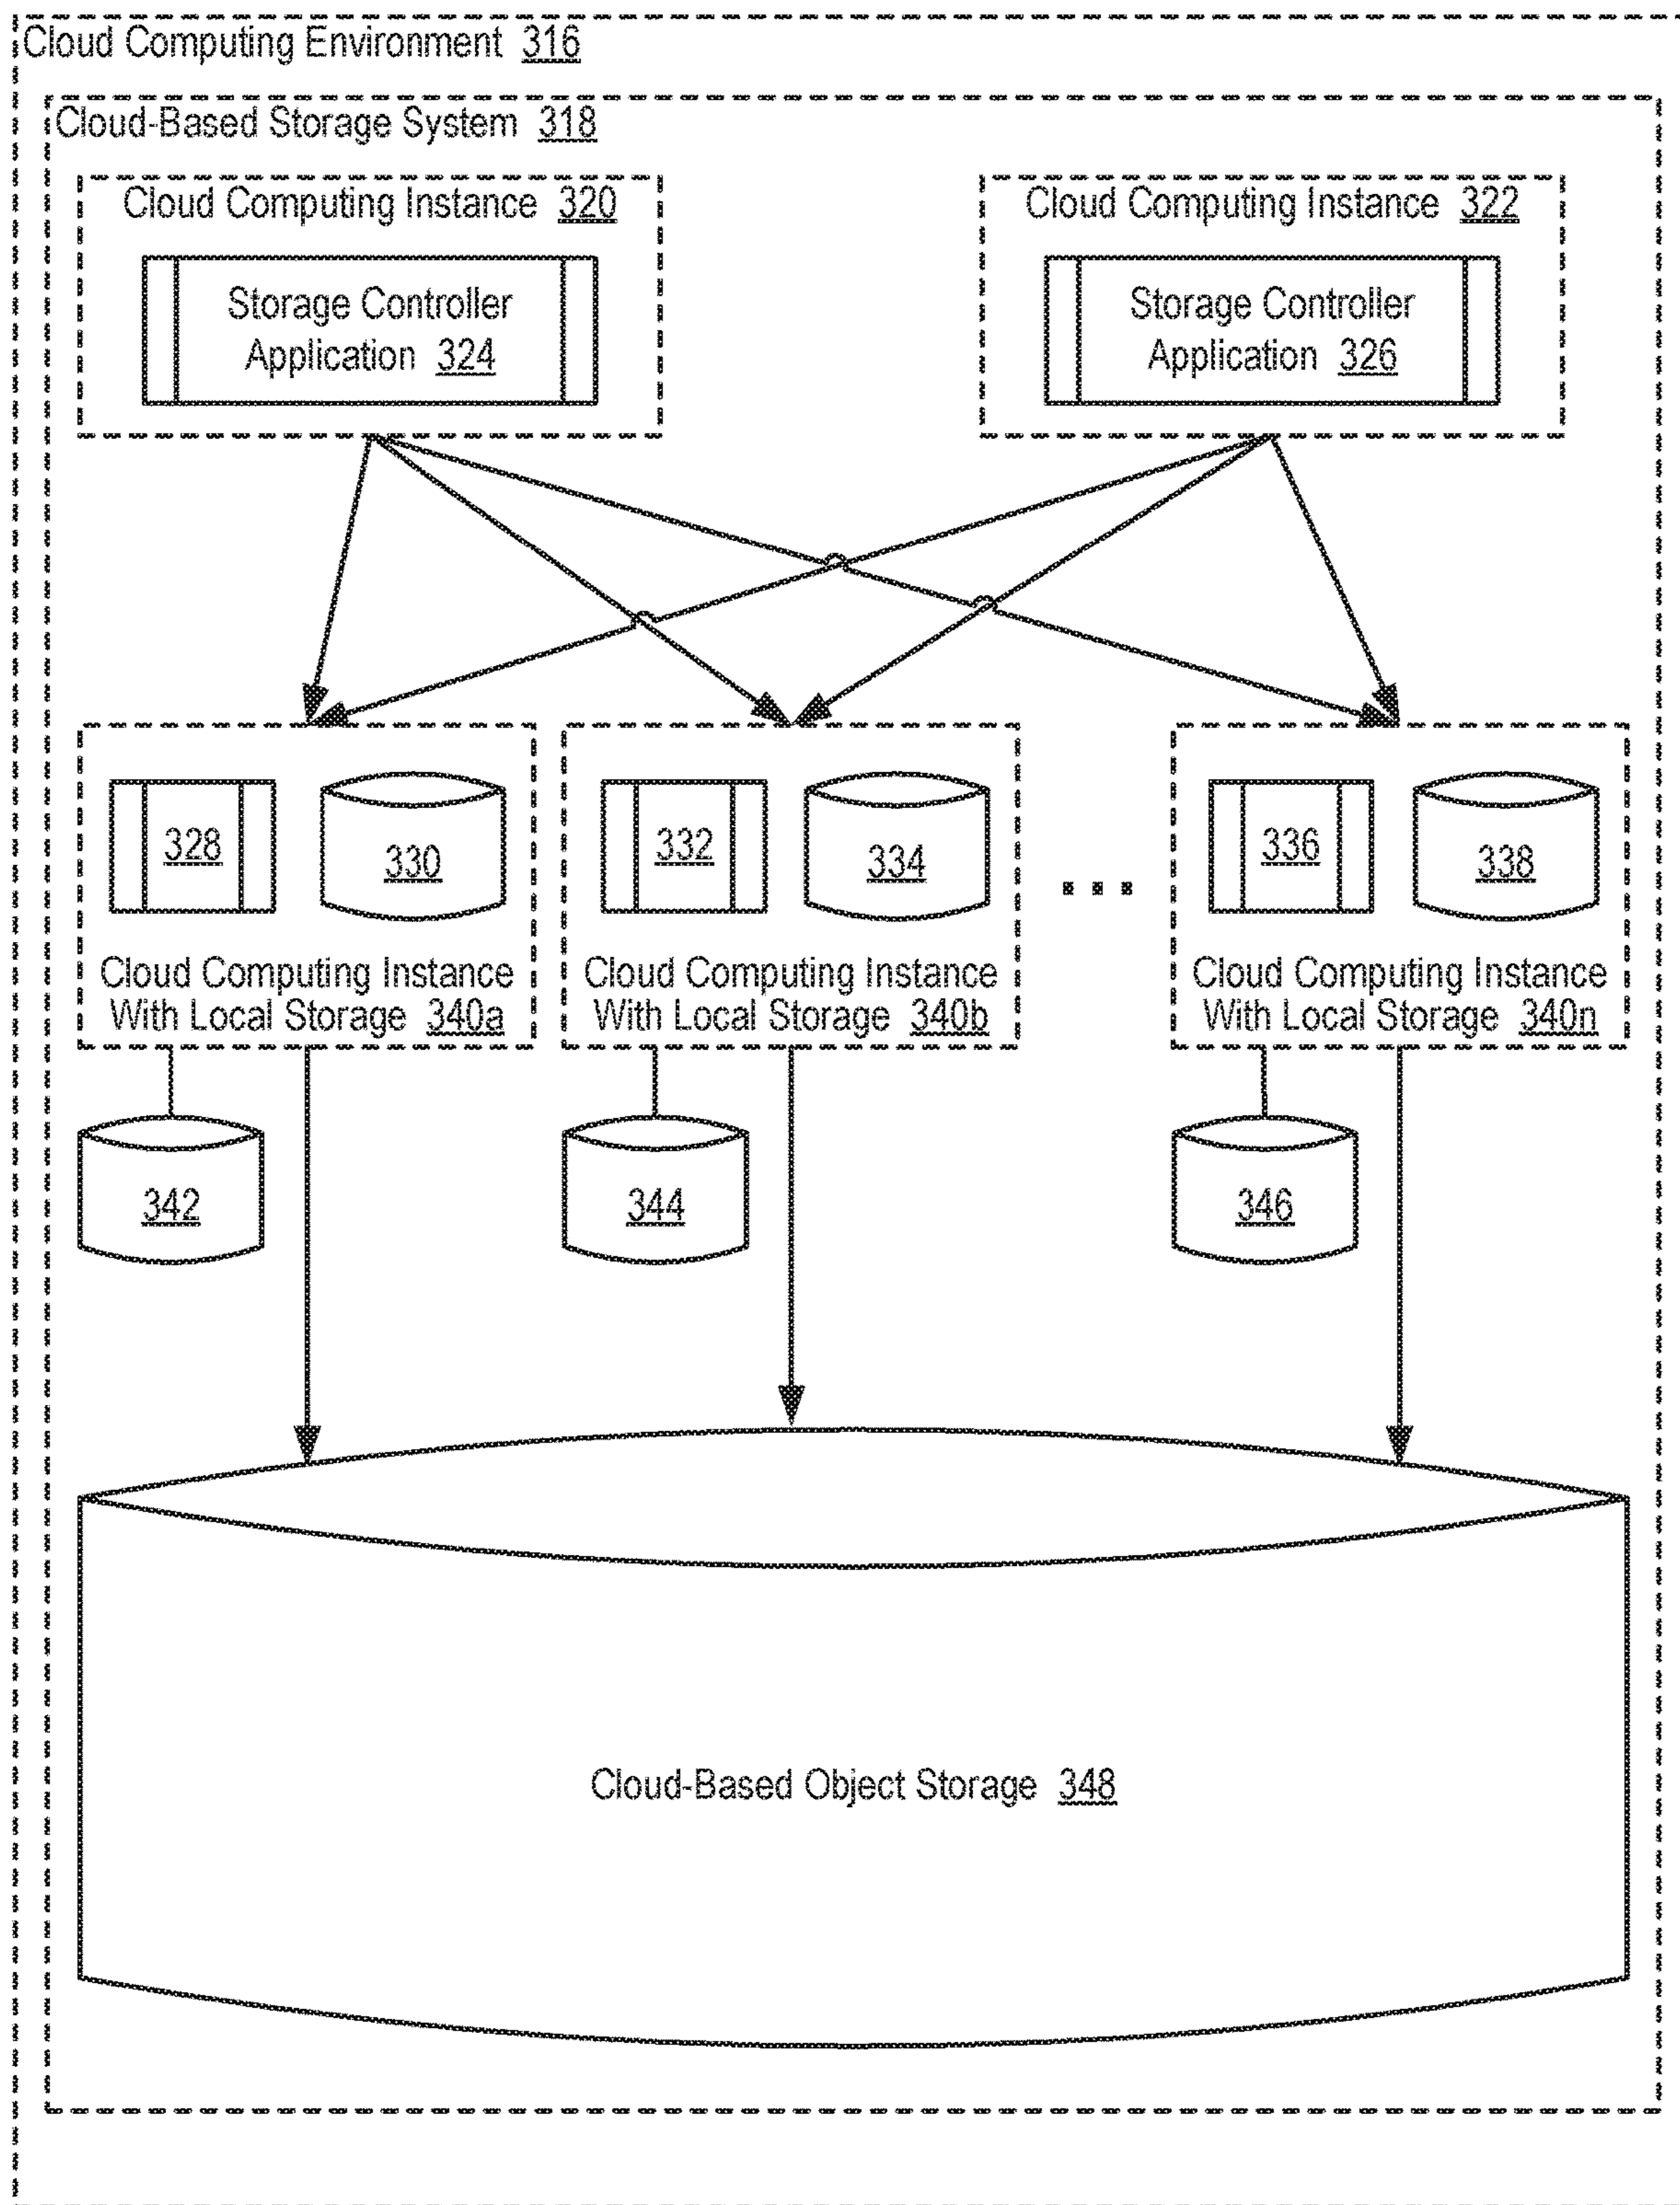 Cloud Computing Environment 316
Cloud-Based Storage System 318
Cloud Computing Instance 320
Storage Controller
Application 324
Cloud Computing Instance 322
Storage Controller
Application 326
328
330
Cloud Computing Instance
With Local Storage 340a
332
334
Cloud Computing Instance
With Local Storage 340b
...
336
338
Cloud Computing Instance
With Local Storage 340n
342
344
346
Cloud-Based Object Storage 348